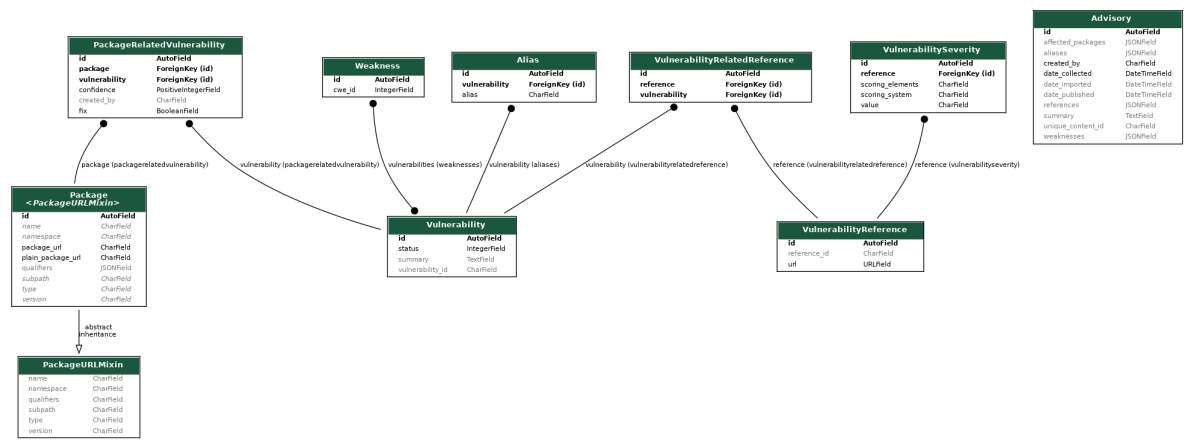 PackageRelatedVulnerability
id AutoField
package ForeignKey (id)
vulnerability ForeignKey (id)
confidence PositiveIntegerField
created_by CharField
fix BooleanField
Weakness
id AutoField
cwe_id IntegerField
Alias
id AutoField
vulnerability ForeignKey (id)
alias CharField
VulnerabilityRelatedReference
id AutoField
reference ForeignKey (id)
vulnerability ForeignKey (id)
VulnerabilitySeverity
id AutoField
reference ForeignKey (id)
scoring_elements CharField
scoring_system CharField
value CharField
Advisory
id AutoField
affected_packages JSONField
aliases JSONField
created_by CharField
date_collected DateTimeField
date_imported DateTimeField
date_published DateTimeField
references JSONField
summary TextField
unique_content_id CharField
weaknesses JSONField
package (packagerelatedvulnerability)
vulnerability (packagerelatedvulnerability)
vulnerabilities (weaknesses)
vulnerability (aliases)
vulnerability (vulnerabilityrelatedreference)
reference (vulnerabilityrelatedreference)
reference (vulnerabilityseverity)
Package
<PackageURLMixin>
id AutoField
name CharField
namespace CharField
package_url CharField
plain_package_url CharField
qualifiers JSONField
subpath CharField
type CharField
version CharField
Vulnerability
id AutoField
status IntegerField
summary TextField
vulnerability_id CharField
VulnerabilityReference
id AutoField
reference_id CharField
url URLField
abstract
inheritance
PackageURLMixin
name CharField
namespace CharField
qualifiers CharField
subpath CharField
type CharField
version CharField